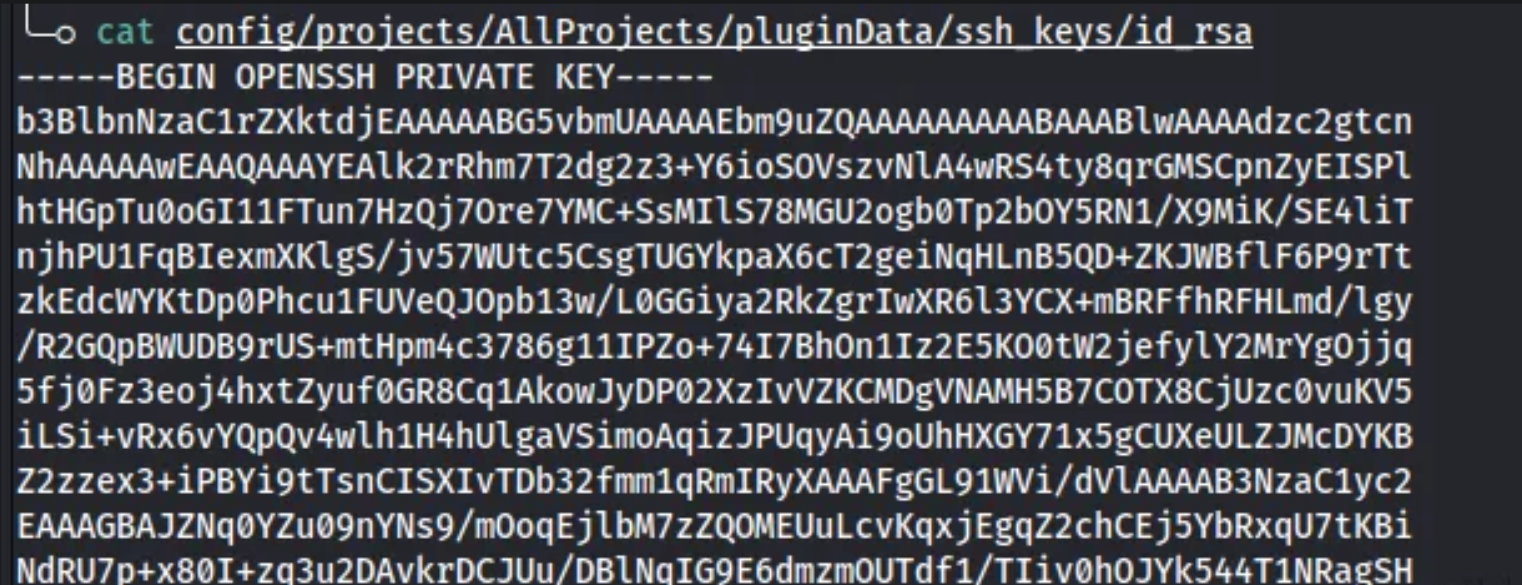 cat config/projects/AllProjects/pluginData/ssh_keys/id_rsa
-----BEGIN OPENSSH PRIVATE KEY-----
b3BlbnNzaC1rZXktdjEAAAAABG5vbmUAAAAEbm9uZQAAAAAAAAABAAABlwAAAAdzc2gtcn
NhAAAAAwEAAQAAAYEAlk2rRhm7T2dg2z3+Y6ioSOVszvNlA4wRS4ty8qrGMSCpnZyEISPl
htHGpTu0oGI11FTun7HzQj7Ore7YMC+SsMIlS78MGU2ogb0Tp2bOY5RN1/X9MiK/SE4liT
njhPU1FqBIexmXKlgS/jv57WUtc5CsgTUGYkpaX6cT2geiNqHLnB5QD+ZKJWBflF6P9rTt
zkEdcWYKtDp0Phcu1FUVeQJOpb13w/L0GGiya2RkZgrIwXR6l3YCX+mBRFfhRFHLmd/lgy
/R2GQpBWUDB9rUS+mtHpm4c3786g11IPZo+74I7BhOn1Iz2E5KO0tW2jefylY2MrYgOjjq
5fj0Fz3eoj4hxtZyuf0GR8Cq1AkowJyDP02XzIvVZKCMDgVNAMH5B7COTX8CjUzc0vuKV5
iLSi+vRx6vYQpQv4wlh1H4hUlgaVSimoAqizJPUqyAi9oUhHXGY71x5gCUXeULZJMcDYKB
Z2zzex3+iPBYi9tTsnCISXIvTDb32fmm1qRmIRyXAAAFgGL91WVi/dVlAAAAB3NzaC1yc2
EAAAGBAJZNq0YZu09nYNs9/mOoqEjlbM7zZQOMEUuLcvKqxjEgqZ2chCEj5YbRxqU7tKBi
NdRU7p+x80I+zq3u2DAvkrDCJUu/DBlNqIG9E6dmzmOUTdf1/TIiv0hOJYk544T1NRagSH